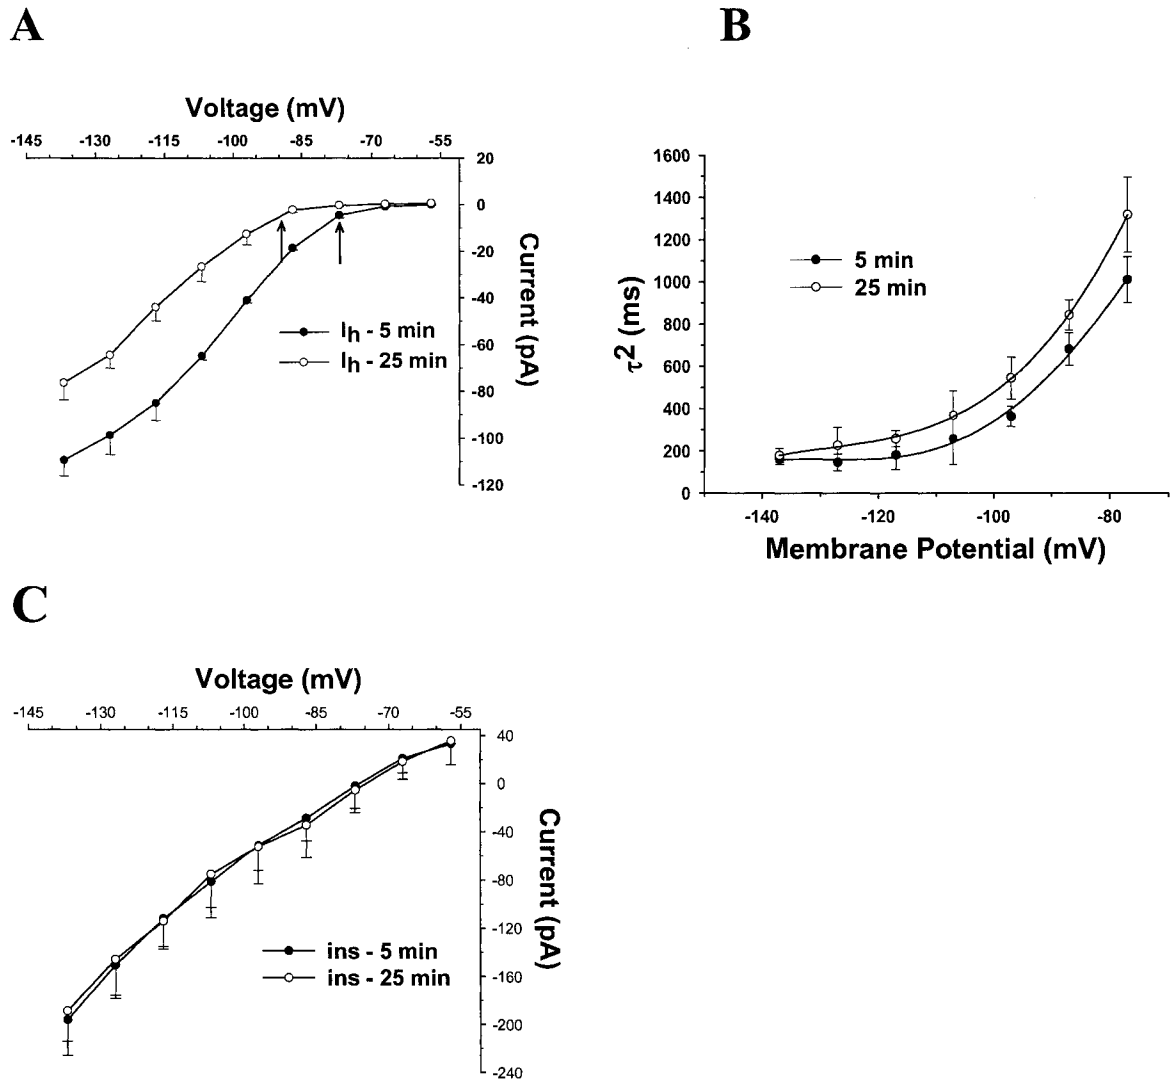 A
Voltage (mV)
-145 -130 -115 -100 -85 -70 -55
20
0
-20
-40
-60
-80
-100
-120
Current (pA)
Ih - 5 min
Ih - 25 min
B
1600
1400
1200
1000
800
600
400
200
0
τ2 (ms)
5 min
25 min
-140 -120 -100 -80
Membrane Potential (mV)
C
Voltage (mV)
-145 -130 -115 -100 -85 -70 -55
40
0
-40
-80
-120
-160
-200
-240
Current (pA)
ins - 5 min
ins - 25 min